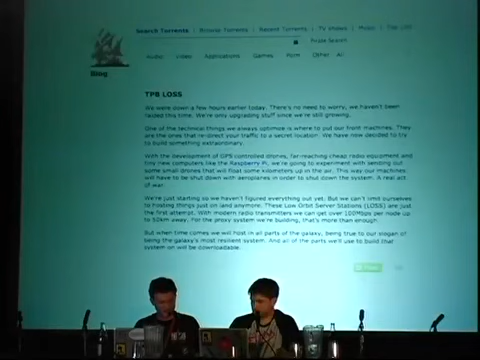 Search Torrents | Browse Torrents | Recent Torrents | TV shows | Music | Top 100
Pirate Search
Audio Video Applications Games Porn Other All
Blog
TPB LOSS
We were down a few hours earlier today. There's no need to worry, we haven't been
raided this time. We're only upgrading stuff since we're still growing.
One of the technical things we always optimize is where to put our front machines. They
are the ones that re-direct your traffic to a secret location. We have now decided to
try to build something extraordinary.
With the development of GPS controlled drones, far-reaching cheap radio equipment and
tiny new computers like the Raspberry Pi, we're going to experiment with sending out
some small drones that will float some kilometers up in the air. This way our machines
will have to be shut down with aeroplanes in order to shut down the system. A real act
of war.
We're just starting so we haven't figured everything out yet. But we can't limit ourselves
to hosting things just on land anymore. These Low Orbit Server Stations (LOSS) are just
the first attempt. With modern radio transmitters we can get over 100Mbps per node up
to 50km away. For the proxy system we're building, that's more than enough.
But when time comes we will host in all parts of the galaxy, being true to our slogan of
being the galaxy's most resilient system. And all of the parts we'll use to build that
system on will be downloadable.